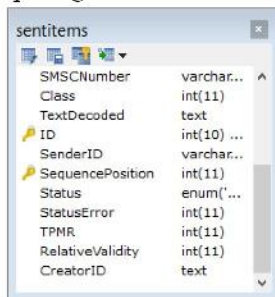 sentitems
SMSCNumber varchar...
Class int(11)
TextDecoded text
ID int(10) ...
SenderID varchar...
SequencePosition int(11)
Status enum('...
StatusError int(11)
TPMR int(11)
RelativeValidity int(11)
CreatorID text